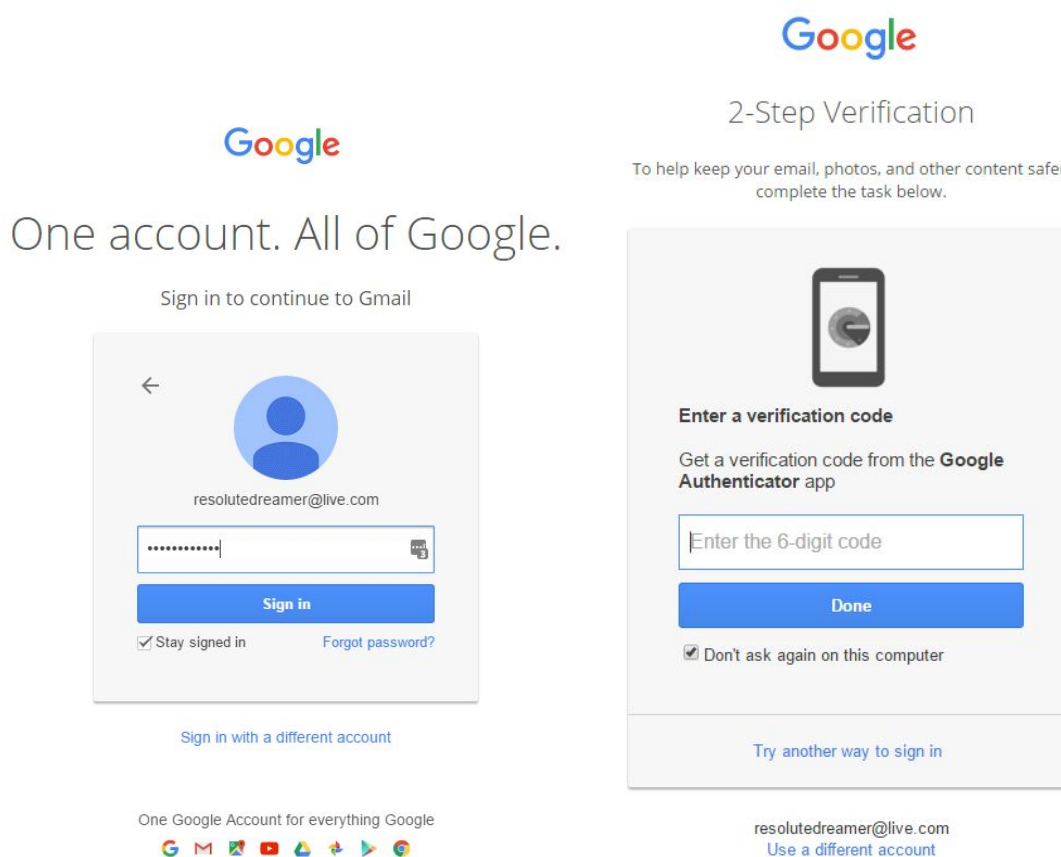 Google
One account. All of Google.
Sign in to continue to Gmail
resolutedreamer@live.com
••••••••••••
3
Sign in
Stay signed in
Forgot password?
Sign in with a different account
One Google Account for everything Google
Google
2-Step Verification
To help keep your email, photos, and other content safer
complete the task below.
Enter a verification code
Get a verification code from the Google
Authenticator app
Enter the 6-digit code
Done
Don't ask again on this computer
Try another way to sign in
resolutedreamer@live.com
Use a different account